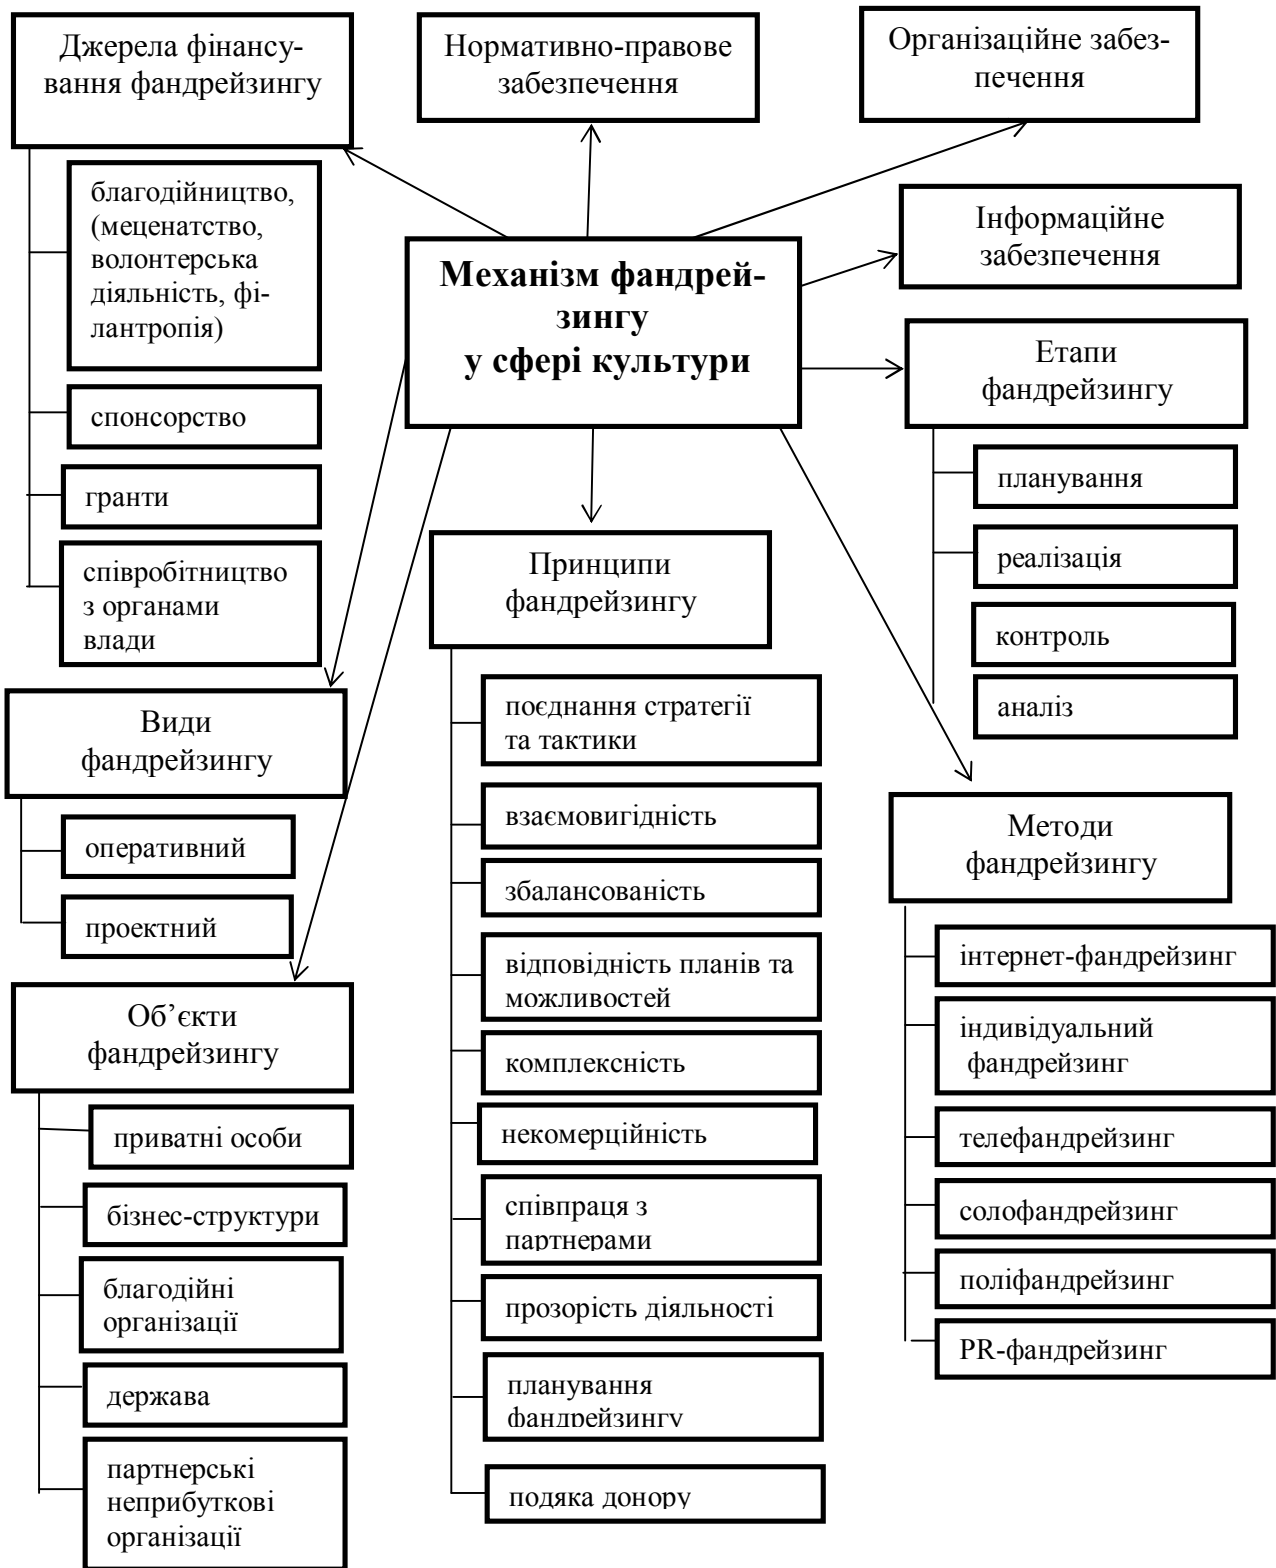 Джерела фінансу-
вання фандрейзингу
Нормативно-правове
забезпечення
Організаційне забез-
печення
благодійництво,
(меценатство,
волонтерська
діяльність, фі-
лантропія)
спонсорство
гранти
співробітництво
з органами
влади
Механізм фандрей-
зингу
у сфері культури
Інформаційне
забезпечення
Етапи
фандрейзингу
планування
реалізація
контроль
аналіз
Види
фандрейзингу
оперативний
проектний
Об’єкти
фандрейзингу
приватні особи
бізнес-структури
благодійні
організації
держава
партнерські
неприбуткові
організації
Принципи
фандрейзингу
поєднання стратегії
та тактики
взаємовигідність
збалансованість
відповідність планів та
можливостей
комплексність
некомерційність
співпраця з
партнерами
прозорість діяльності
планування
фандрейзингу
подяка донору
Методи
фандрейзингу
інтернет-фандрейзинг
індивідуальний
фандрейзинг
телефандрейзинг
солофандрейзинг
поліфандрейзинг
PR-фандрейзинг